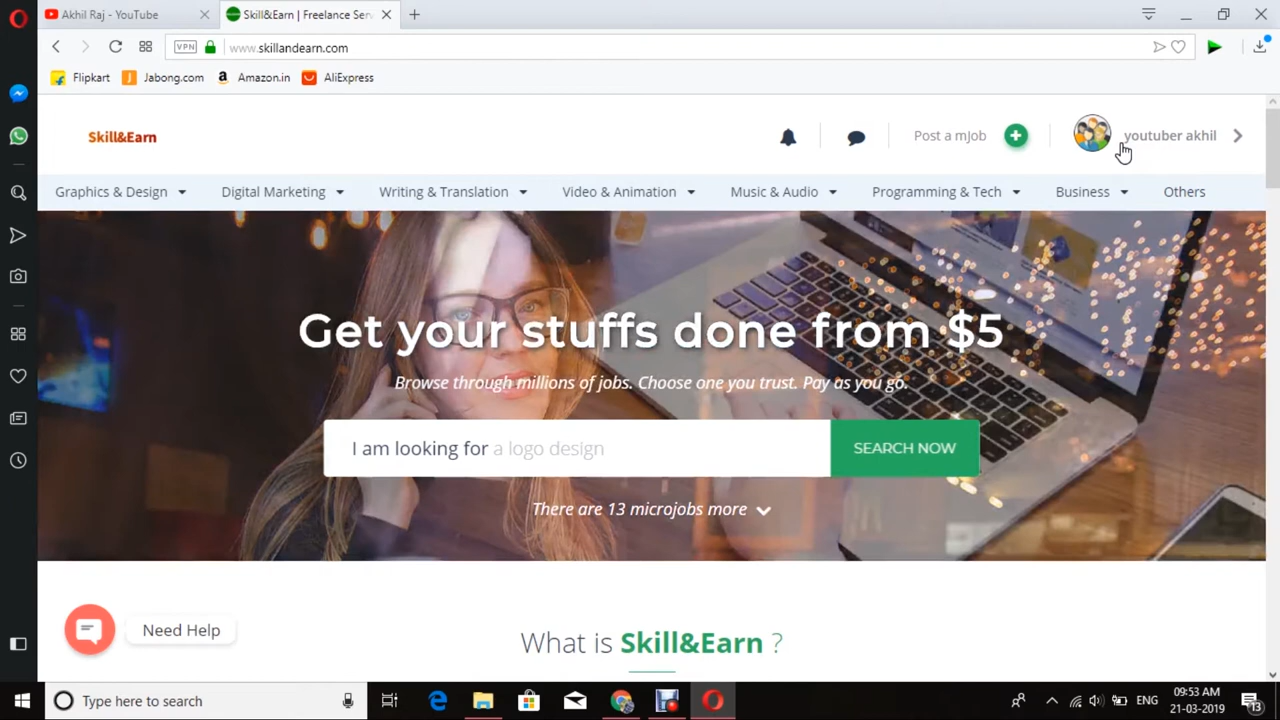 Akhil Raj - YouTube
Skill&Earn | Freelance Serv
VPN
www.skillandearn.com
Flipkart
Jabong.com
Amazon.in
AliExpress
Skill&Earn
Post a mJob
youtuber akhil
Graphics & Design
Digital Marketing
Writing & Translation
Video & Animation
Music & Audio
Programming & Tech
Business
Others
Get your stuffs done from $5
Browse through millions of jobs. Choose one you trust. Pay as you go.
I am looking for a logo design
SEARCH NOW
There are 13 microjobs more
Need Help
What is Skill&Earn ?
Type here to search
ENG
09:53 AM
21-03-2019
13